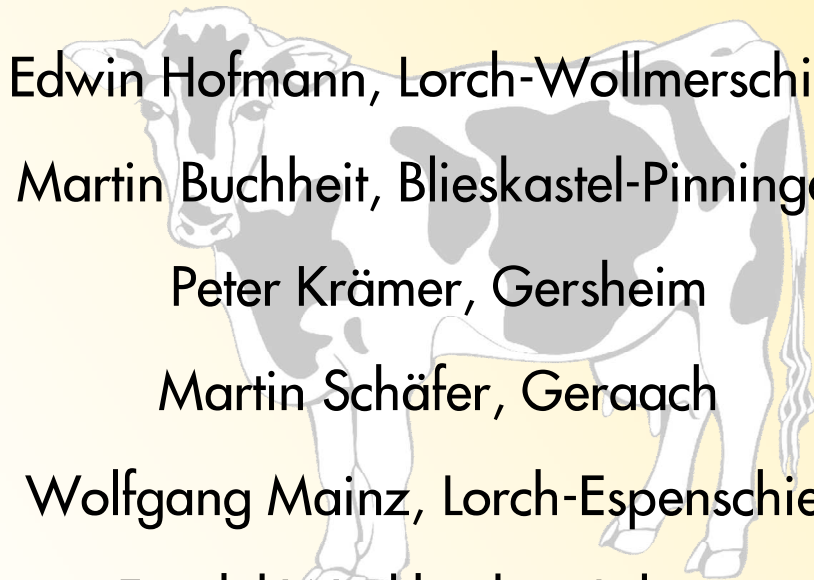 Edwin Hofmann, Lorch-Wollmerschi
Martin Buchheit, Blieskastel-Pinning
Peter Krämer, Gersheim
Martin Schäfer, Geraach
Wolfgang Mainz, Lorch-Espenschie